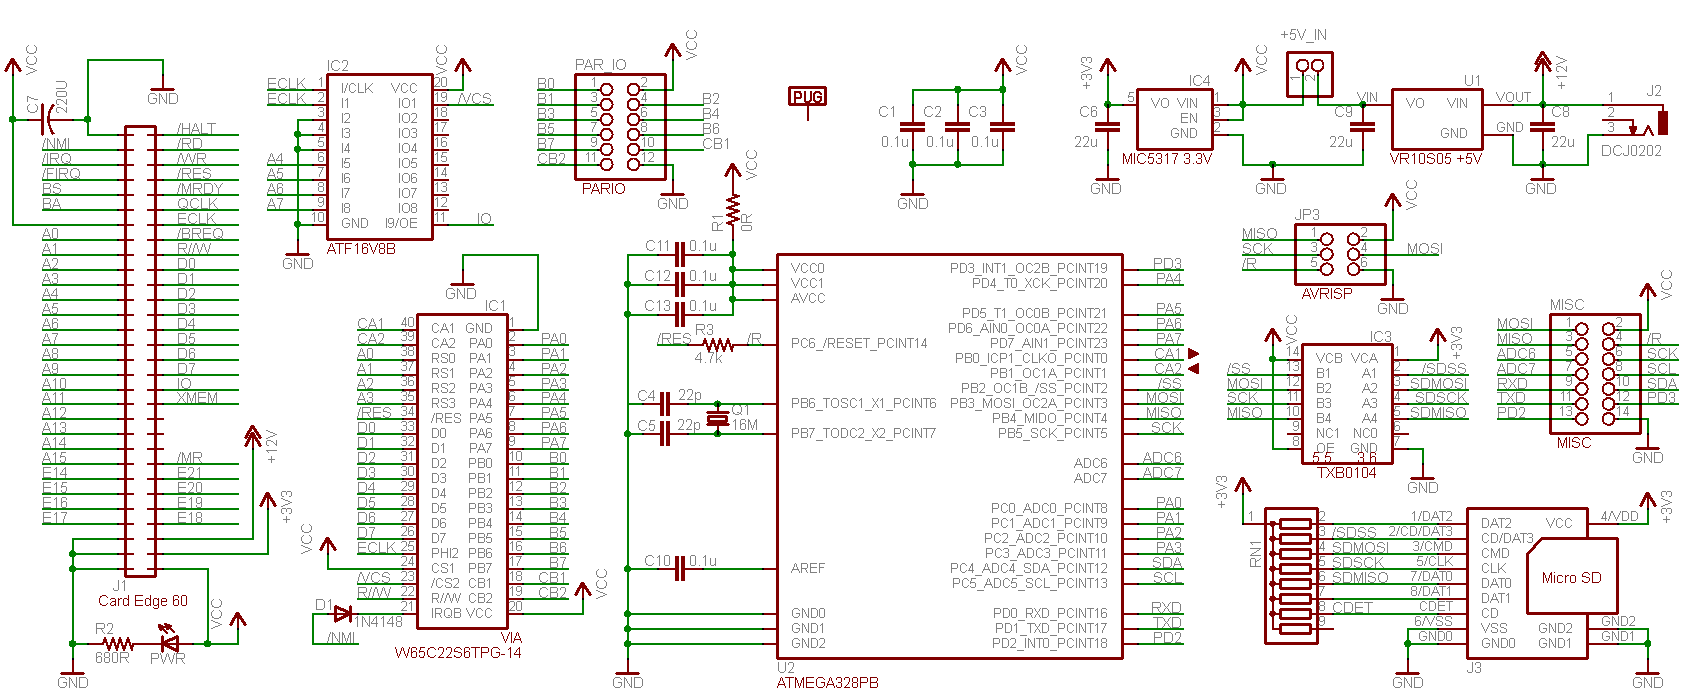 VCC
C7
220U
GND
/HALT
/RD
/NMI
/WR
/IRQ
/RES
/FIRQ
/MRDY
BS
QCLK
BA
ECLK
/BREQ
A0
R//W
A1
D0
A2
D1
A3
D2
A4
D3
A5
D4
A6
D5
A7
D6
A8
D7
A9
IO
A10
XMEM
A11
A12
A13
A14
A15
/MR
E14
E21
E15
E20
E16
E19
E17
E18
+12V
+3V3
J1
Card Edge 60
R2
680R
PWR
VCC
GND
IC2
VCC
ECLK 1 I/CLK VCC 20
ECLK 2 I1 IO1 19 /VCS
3 I2 IO2 18
4 I3 IO3 17
5 I4 IO4 16
A4 6 I5 IO5 15
A5 7 I6 IO6 14
A6 8 I7 IO7 13
A7 9 I8 IO8 12
10 GND I9/OE 11 IO
ATF16V8B
GND
PAR_IO
VCC
B0 1 2
B1 3 4 B2
B3 5 6 B4
B5 7 8 B6
B7 9 10 CB1
CB2 11 12
PARIO
GND
GND
IC1
CA1 40 CA1 GND 1
CA2 39 CA2 PA0 2 PA0
A0 38 RS0 PA1 3 PA1
A1 37 RS1 PA2 4 PA2
A2 36 RS2 PA3 5 PA3
A3 35 RS3 PA4 6 PA4
/RES 34 /RES PA5 7 PA5
D0 33 D0 PA6 8 PA6
D1 32 D1 PA7 9 PA7
D2 31 D2 PB0 10 B0
D3 30 D3 PB1 11 B1
D4 29 D4 PB2 12 B2
D5 28 D5 PB3 13 B3
D6 27 D6 PB4 14 B4
D7 26 D7 PB5 15 B5
ECLK 25 PHI2 PB6 16 B6
24 CS1 PB7 17 B7
/VCS 23 /CS2 CB1 18 CB1
R//W 22 R//W CB2 19 CB2
21 IRQB VCC 20
VCC
VCC
D1
1N4148
/NMI
VIA
W65C22S6TPG-14
PUG
VCC
R1
0R
C11 0.1u
C12 0.1u
C13 0.1u
/RES R3 /R
4.7k
C4 22p
C5 22p
Q1
16M
C10 0.1u
GND
VCC0
VCC1
AVCC
PC6_/RESET_PCINT14
PB6_TOSC1_X1_PCINT6
PB7_TODC2_X2_PCINT7
AREF
GND0
GND1
GND2
PD3_INT1_OC2B_PCINT19 PD3
PD4_T0_XCK_PCINT20 PA4
PD5_T1_OC0B_PCINT21 PA5
PD6_AIN0_OC0A_PCINT22 PA6
PD7_AIN1_PCINT23 PA7
PB0_ICP1_CLKO_PCINT0 CA1
PB1_OC1A_PCINT1 CA2
PB2_OC1B_/SS_PCINT2 /SS
PB3_MOSI_OC2A_PCINT3 MOSI
PB4_MIDO_PCINT4 MISO
PB5_SCK_PCINT5 SCK
ADC6 ADC6
ADC7 ADC7
PC0_ADC0_PCINT8 PA0
PC1_ADC1_PCINT9 PA1
PC2_ADC2_PCINT10 PA2
PC3_ADC3_PCINT11 PA3
PC4_ADC4_SDA_PCINT12 SDA
PC5_ADC5_SCL_PCINT13 SCL
PD0_RXD_PCINT16 RXD
PD1_TXD_PCINT17 TXD
PD2_INT0_PCINT18 PD2
U2
ATMEGA328PB
VCC
C1 C2 C3
0.1u 0.1u 0.1u
GND
+3V3
C6
22u
GND
IC4
VCC
5 VO VIN 1
EN 3
GND 2
MIC5317 3.3V
GND
+5V_IN
1 2
VIN
C9
22u
U1
VO VIN
GND
VR10S05 +5V
VOUT
GND
+12V
C8
22u
GND
1
2
3
J2
DCJ0202
JP3
VCC
MISO 1 2
SCK 3 4 MOSI
/R 5 6
AVRISP
GND
VCC
IC3
+3V3
14 VCB VCA 1
/SS 13 B1 A1 2 /SDSS
MOSI 12 B2 A2 3 SDMOSI
SCK 11 B3 A3 4 SDSCK
MISO 10 B4 A4 5 SDMISO
9 NC1 NC0 6
8 OE GND 7
5.5 3.6
TXB0104
GND
MISC
VCC
MOSI 1 2
MISO 3 4 /R
ADC6 5 6 SCK
ADC7 7 8 SCL
RXD 9 10 SDA
TXD 11 12 PD3
PD2 13 14
MISC
GND
+3V3
RN1
1 2
3 /SDSS
4 SDMOSI
5 SDSCK
6 SDMISO
7
8 CDET
9
+3V3
1/DAT2 DAT2 VCC 4/VDD
2/CD/DAT3 CD/DAT3
3/CMD CMD
5/CLK CLK
7/DAT0 DAT0
8/DAT1 DAT1
CDET CD
6/VSS VSS GND2 GND2
GND0 GND0 GND1 GND1
Micro SD
J3
GND
GND